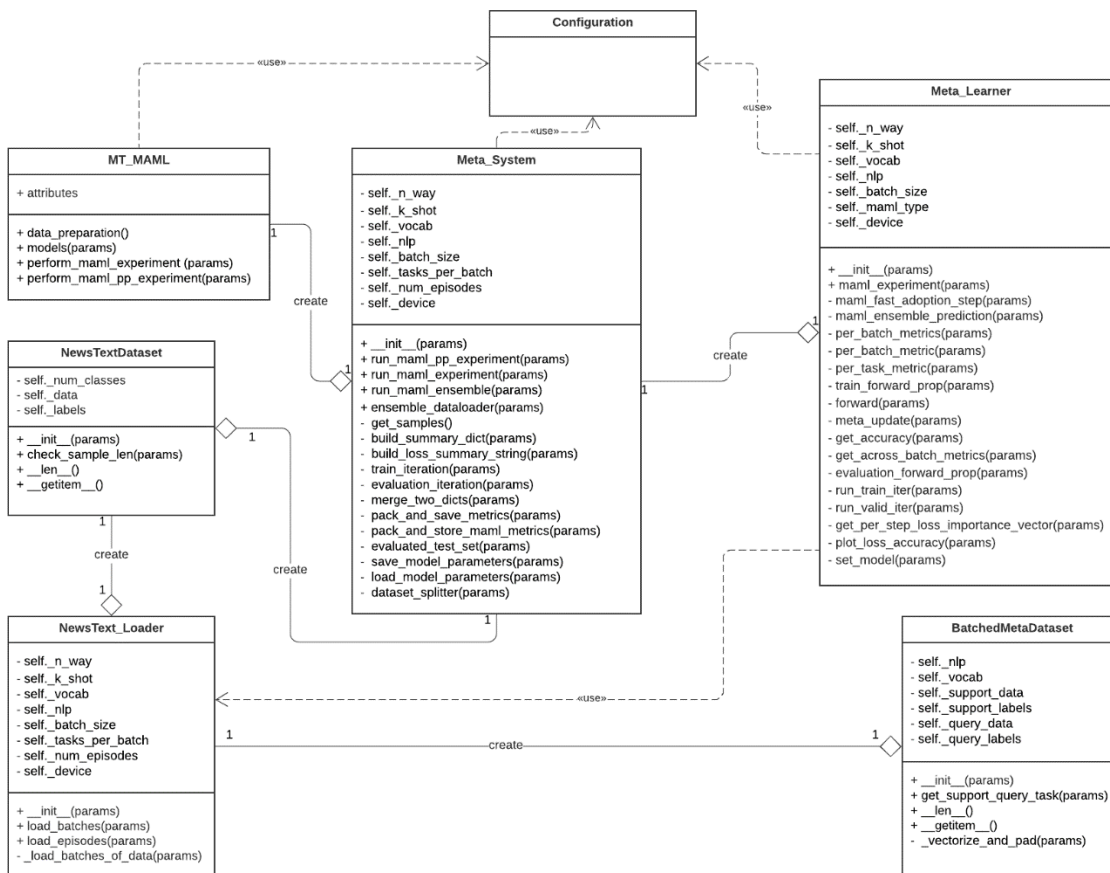 Configuration
«use»
«use»
«use»
MT_MAML
+ attributes
+ data_preparation()
+ models(params)
+ perform_maml_experiment (params)
+ perform_maml_pp_experiment(params)
1
create
1
Meta_System
- self._n_way
- self._k_shot
- self._vocab
- self._nlp
- self._batch_size
- self._tasks_per_batch
- self._num_episodes
- self._device
+ __init__(params)
+ run_maml_pp_experiment(params)
+ run_maml_experiment(params)
+ run_maml_ensemble(params)
+ ensemble_dataloader(params)
- get_samples()
- build_summary_dict(params)
- build_loss_summary_string(params)
- train_iteration(params)
- evaluation_iteration(params)
- merge_two_dicts(params)
- pack_and_save_metrics(params)
- pack_and_store_maml_metrics(params)
- evaluated_test_set(params)
- save_model_parameters(params)
- load_model_parameters(params)
- dataset_splitter(params)
1
create
1
Meta_Learner
- self._n_way
- self._k_shot
- self._vocab
- self._nlp
- self._batch_size
- self._maml_type
- self._device
+ __init__(params)
+ maml_experiment(params)
- maml_fast_adoption_step(params)
- maml_ensemble_prediction(params)
- per_batch_metrics(params)
- per_batch_metric(params)
- per_task_metric(params)
- train_forward_prop(params)
- forward(params)
- meta_update(params)
- get_accuracy(params)
- get_across_batch_metrics(params)
- evaluation_forward_prop(params)
- run_train_iter(params)
- run_valid_iter(params)
- get_per_step_loss_importance_vector(params)
- plot_loss_accuracy(params)
- set_model(params)
NewsTextDataset
- self._num_classes
- self._data
- self._labels
+ __init__(params)
+ check_sample_len(params)
+ __len__()
+ __getitem__()
1
create
1
1
create
1
NewsText_Loader
- self._n_way
- self._k_shot
- self._vocab
- self._nlp
- self._batch_size
- self._tasks_per_batch
- self._num_episodes
- self._device
+ __init__(params)
+ load_batches(params)
+ load_episodes(params)
- _load_batches_of_data(params)
«use»
1
create
1
BatchedMetaDataset
- self._nlp
- self._vocab
- self._support_data
- self._support_labels
- self._query_data
- self._query_labels
+ __init__(params)
+ get_support_query_task(params)
+ __len__()
+ __getitem__()
- _vectorize_and_pad(params)